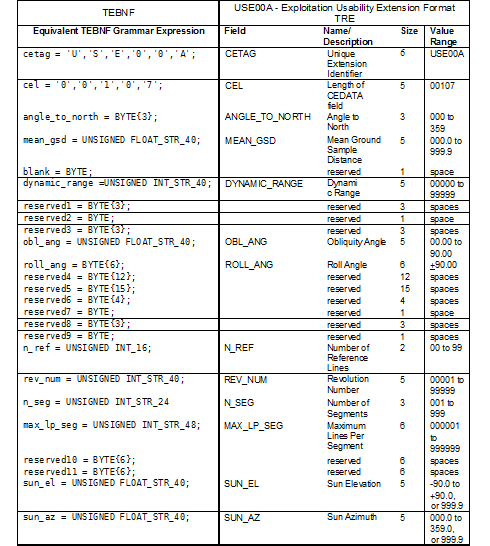 TEBNF USE00A - Exploitation Usability Extension Format TRE
Equivalent TEBNF Grammar Expression Field Name/ Description Size Value Range
cetag = 'U','S','E','0','0','A'; CETAG Unique Extension Identifier 6 USE00A
cel = '0','0','1','0','7'; CEL Length of CEDATA field 5 00107
angle_to_north = BYTE{3}; ANGLE_TO_NORTH Angle to North 3 000 to 359
mean_gsd = UNSIGNED FLOAT_STR_40; MEAN_GSD Mean Ground Sample Distance 5 000.0 to 999.9
blank = BYTE; reserved 1 space
dynamic_range =UNSIGNED INT_STR_40; DYNAMIC_RANGE Dynami c Range 5 00000 to 99999
reserved1 = BYTE{3}; reserved 3 spaces
reserved2 = BYTE; reserved 1 space
reserved3 = BYTE{3}; reserved 3 spaces
obl_ang = UNSIGNED FLOAT_STR_40; OBL_ANG Obliquity Angle 5 00.00 to 90.00
roll_ang = BYTE{6}; ROLL_ANG Roll Angle 6 ±90.00
reserved4 = BYTE{12}; reserved 12 spaces
reserved5 = BYTE{15}; reserved 15 spaces
reserved6 = BYTE{4}; reserved 4 spaces
reserved7 = BYTE; reserved 1 space
reserved8 = BYTE{3}; reserved 3 spaces
reserved9 = BYTE; reserved 1 spaces
n_ref = UNSIGNED INT_16; N_REF Number of Reference Lines 2 00 to 99
rev_num = UNSIGNED INT_STR_40; REV_NUM Revolution Number 5 00001 to 99999
n_seg = UNSIGNED INT_STR_24 N_SEG Number of Segments 3 001 to 999
max_lp_seg = UNSIGNED INT_STR_48; MAX_LP_SEG Maximum Lines Per Segment 6 000001 to 999999
reserved10 = BYTE{6}; reserved 6 spaces
reserved11 = BYTE{6}; reserved 6 spaces
sun_el = UNSIGNED FLOAT_STR_40; SUN_EL Sun Elevation 5 -90.0 to +90.0, or 999.9
sun_az = UNSIGNED FLOAT_STR_40; SUN_AZ Sun Azimuth 5 000.0 to 359.0, or 999.9